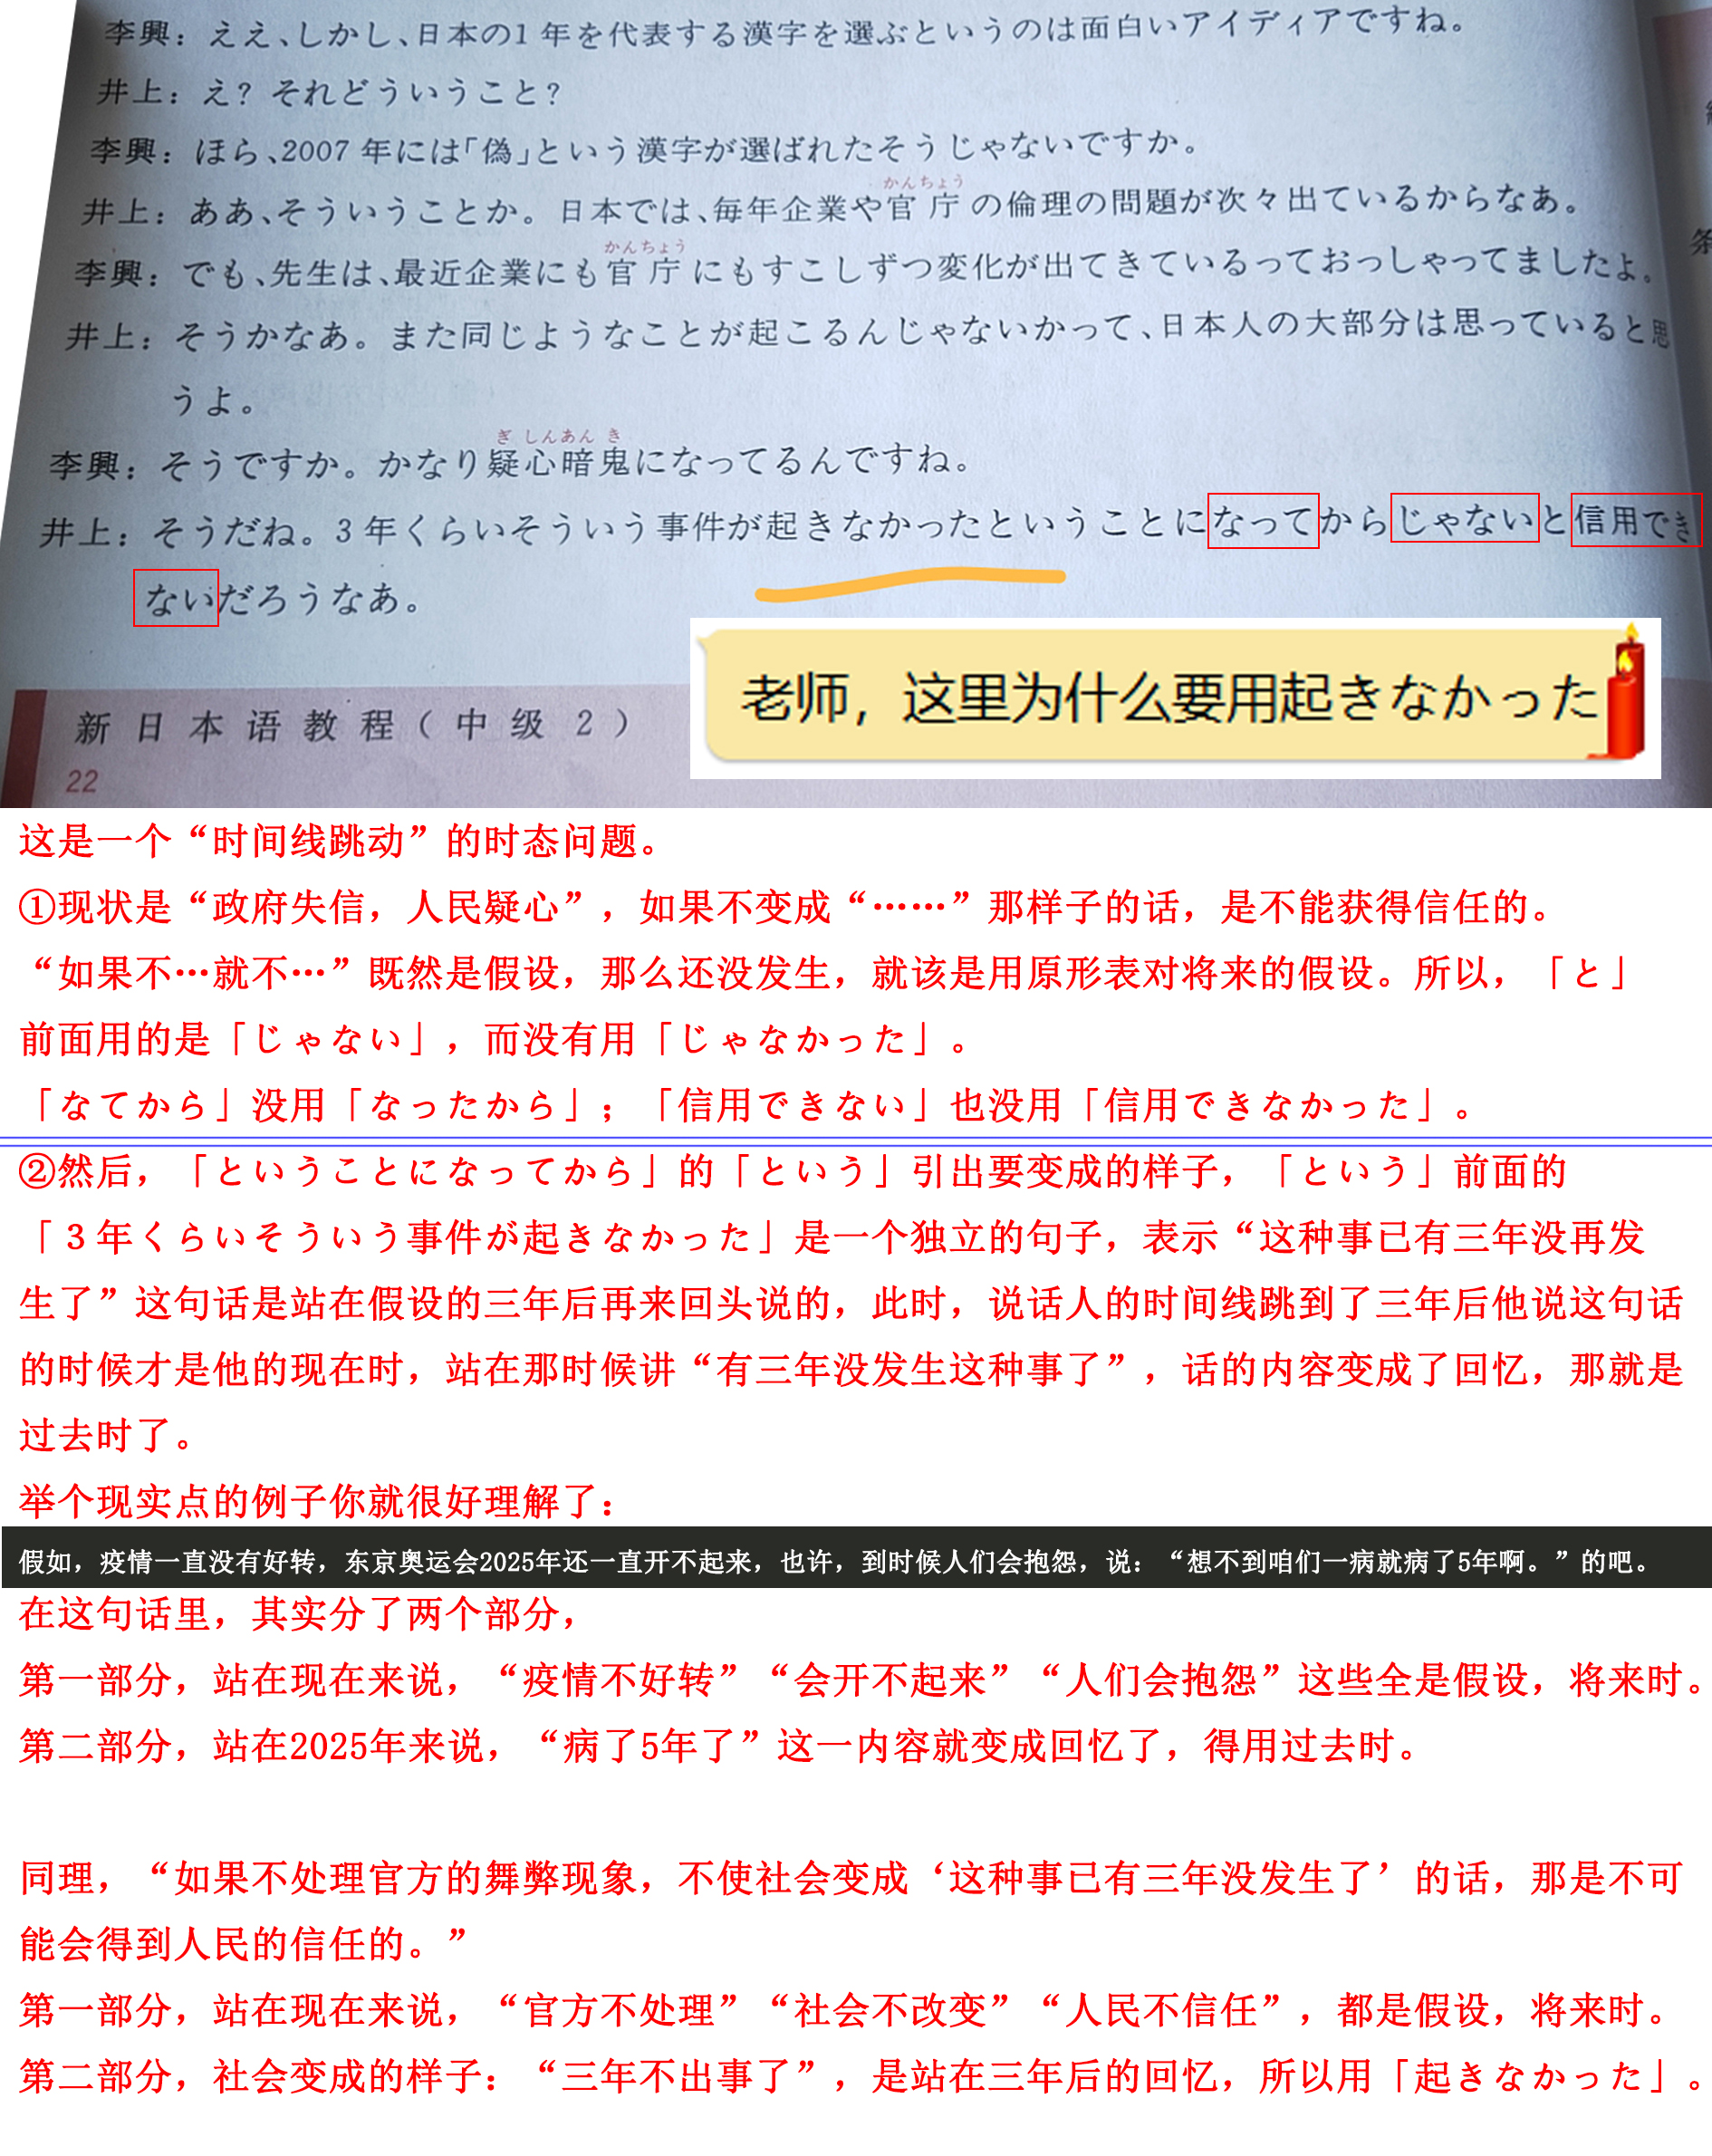 李興：ええ、しかし、日本の1年を代表する漢字を選ぶというのは面白いアイディアですね。
井上：え？それどういうこと？
李興：ほら、2007年には「偽」という漢字が選ばれたそうじゃないですか。
かんちょう
井上：ああ、そういうことか。日本では、毎年企業や官庁の倫理の問題が次々出ているからなあ。
かんちょう
李興：でも、先生は、最近企業にも官庁にもすこしずつ変化が出てきているっておっしゃってましたよ。
井上：そうかなあ。また同じようなことが起こるんじゃないかって、日本人の大部分は思っていると思
うよ。
ぎしんあんき
李興：そうですか。かなり疑心暗鬼になってるんですね。
井上：そうだね。3年くらいそういう事件が起きなかったということになってからじゃないと信用でき
ないだろうなあ。
老师，这里为什么要用起きなかった
新日本语教程（中级2）
22
这是一个“时间线跳动”的时态问题。
①现状是“政府失信，人民疑心”，如果不变成“……”那样子的话，是不能获得信任的。
“如果不…就不…”既然是假设，那么还没发生，就该是用原形表对将来的假设。所以，「と」
前面用的是「じゃない」，而没有用「じゃなかった」。
「なてから」没用「なったから」；「信用できない」也没用「信用できなかった」。
②然后，「ということになってから」的「という」引出要变成的样子，「という」前面的
「３年くらいそういう事件が起きなかった」是一个独立的句子，表示“这种事已有三年没再发
生了”这句话是站在假设的三年后再来回头说的，此时，说话人的时间线跳到了三年后他说这句话
的时候才是他的现在时，站在那时候讲“有三年没发生这种事了”，话的内容变成了回忆，那就是
过去时了。
举个现实点的例子你就很好理解了：
假如，疫情一直没有好转，东京奥运会2025年还一直开不起来，也许，到时候人们会抱怨，说：“想不到咱们一病就病了5年啊。”的吧。
在这句话里，其实分了两个部分，
第一部分，站在现在来说，“疫情不好转”“会开不起来”“人们会抱怨”这些全是假设，将来时。
第二部分，站在2025年来说，“病了5年了”这一内容就变成回忆了，得用过去时。
同理，“如果不处理官方的舞弊现象，不使社会变成‘这种事已有三年没发生了’的话，那是不可
能会得到人民的信任的。”
第一部分，站在现在来说，“官方不处理”“社会不改变”“人民不信任”，都是假设，将来时。
第二部分，社会变成的样子：“三年不出事了”，是站在三年后的回忆，所以用「起きなかった」。